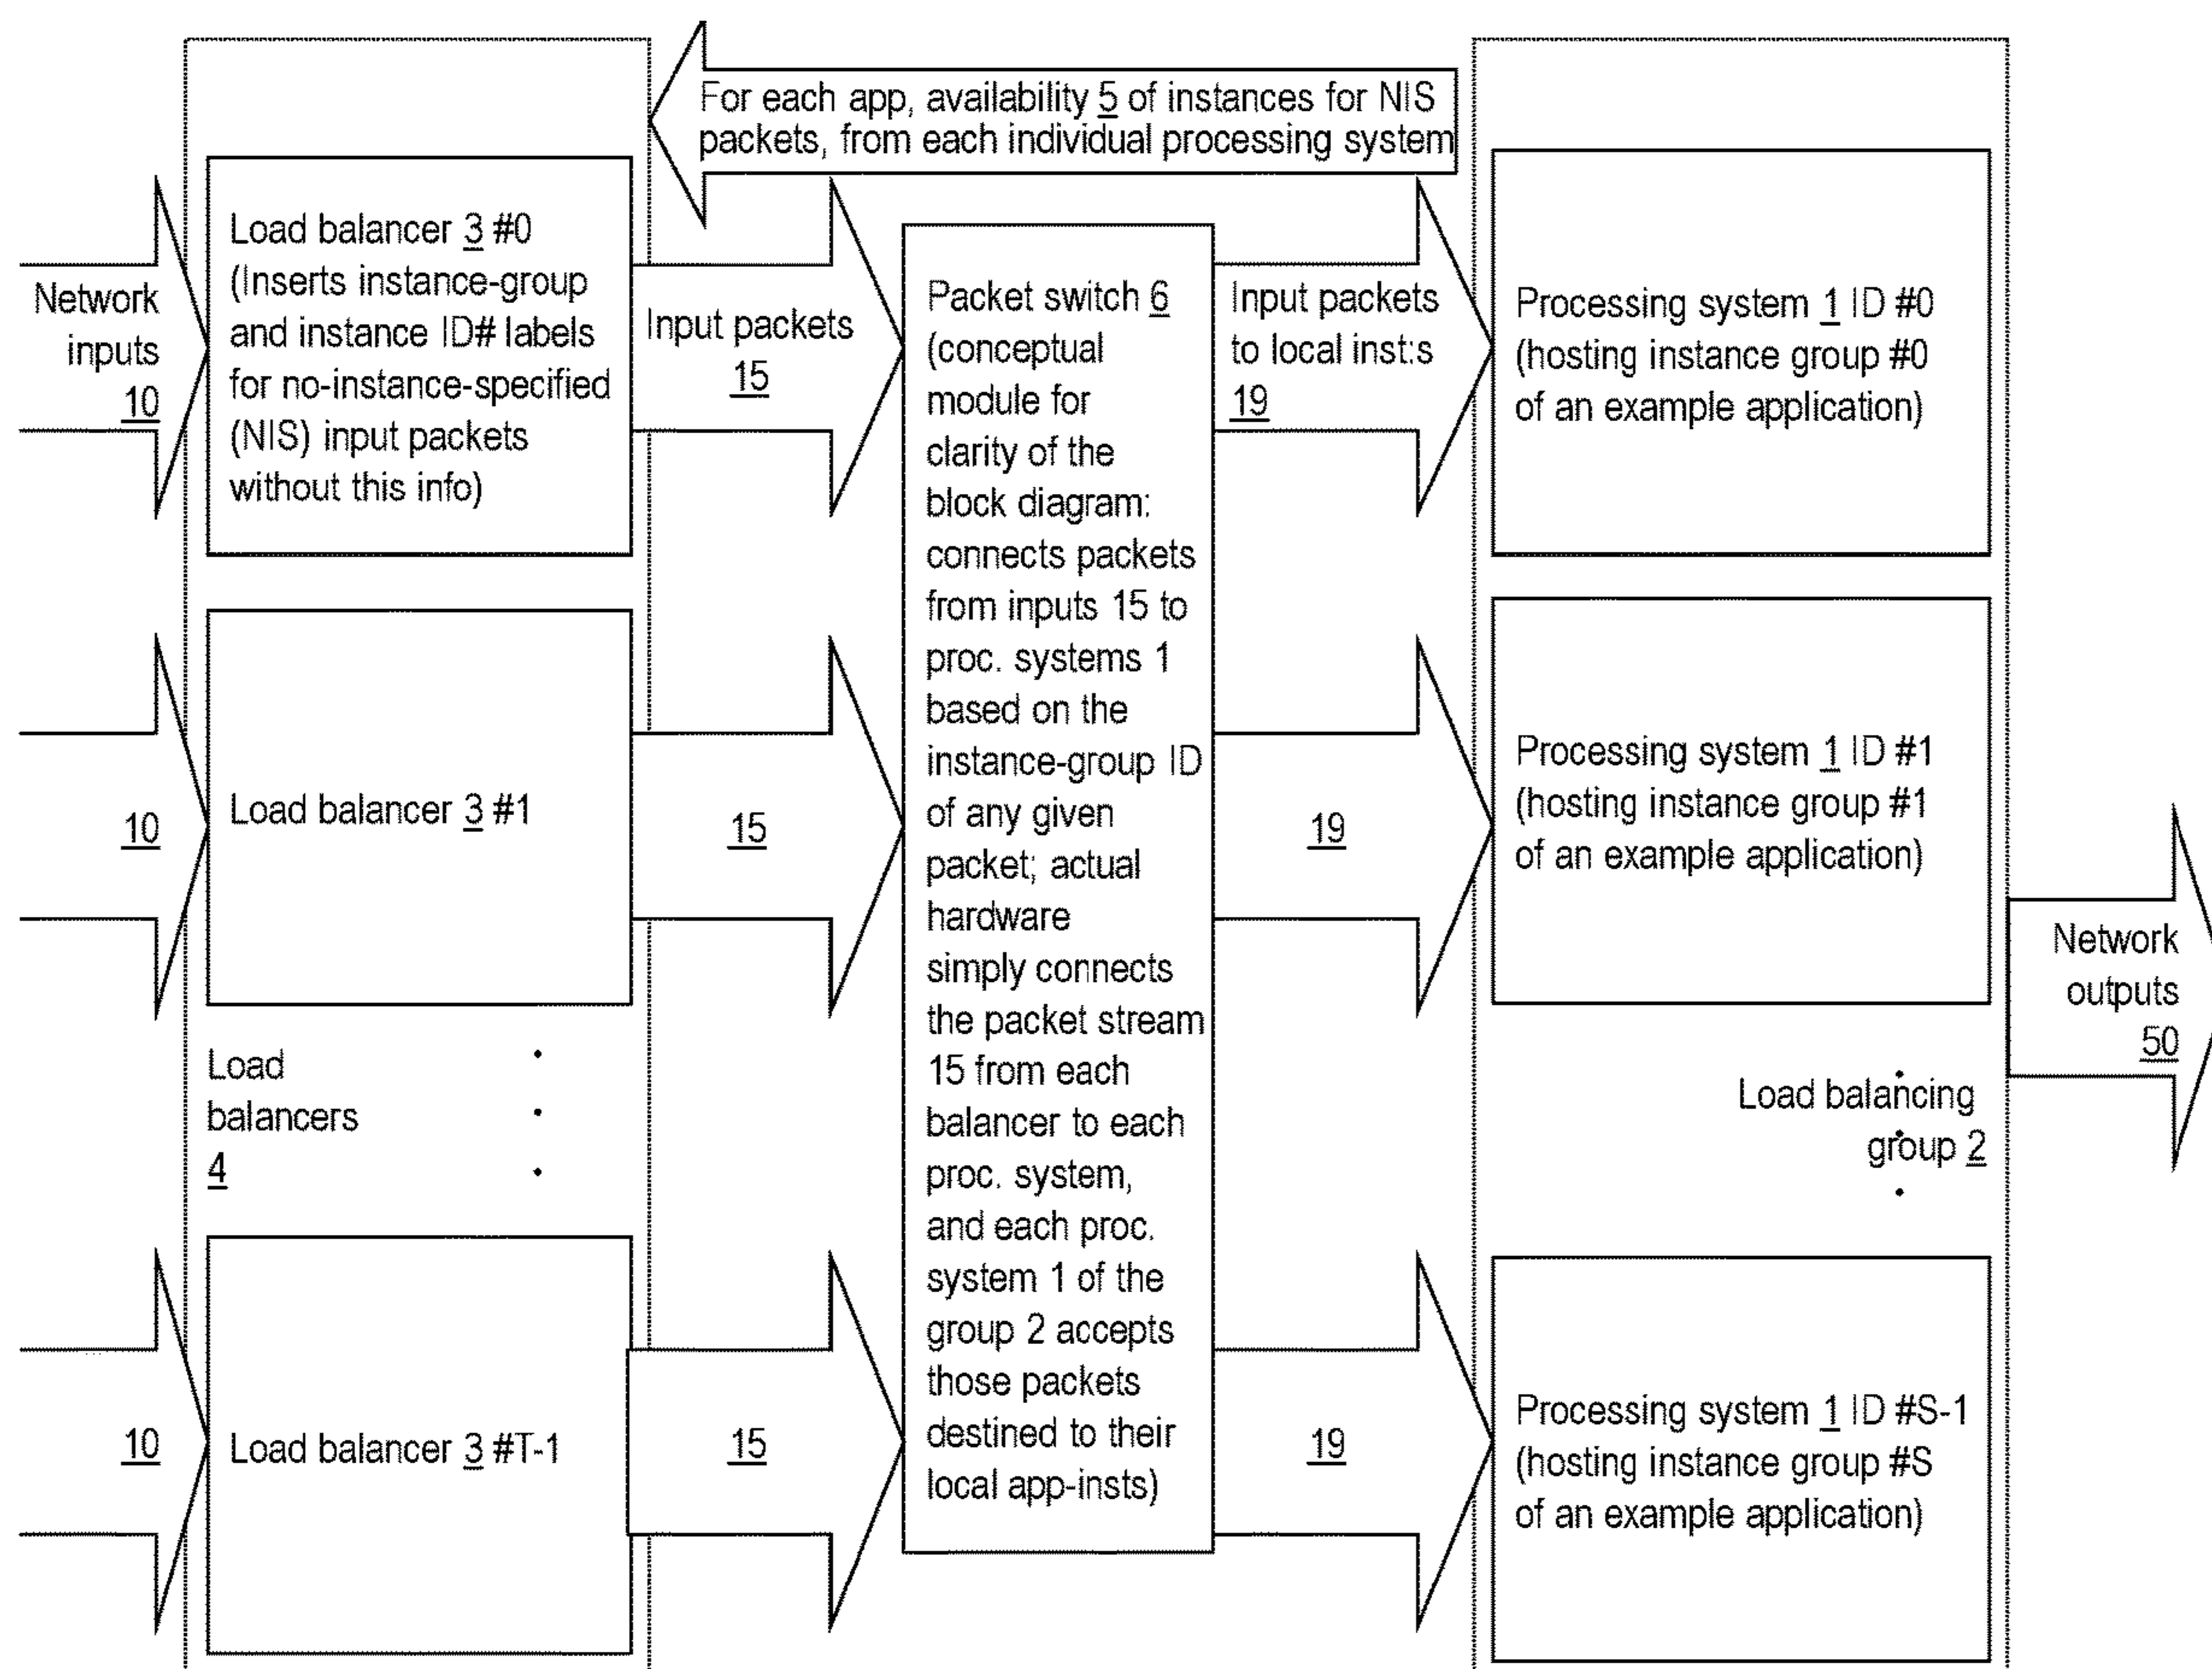 For each app, availability 5 of instances for NIS
packets, from each individual processing system
Network
inputs
10
Load balancer 3 #0
(Inserts instance-group
and instance ID# labels
for no-instance-specified
(NIS) input packets
without this info)
Input packets
15
Packet switch 6
(conceptual
module for
clarity of the
block diagram:
connects packets
from inputs 15 to
proc. systems 1
based on the
instance-group ID
of any given
packet; actual
hardware
simply connects
the packet stream
15 from each
balancer to each
proc. system,
and each proc.
system 1 of the
group 2 accepts
those packets
destined to their
local app-insts)
Input packets
to local inst:s
19
Processing system 1 ID #0
(hosting instance group #0
of an example application)
10
Load balancer 3 #1
15
19
Processing system 1 ID #1
(hosting instance group #1
of an example application)
Network
outputs
50
Load
balancers
4
Load balancing
group 2
10
Load balancer 3 #T-1
15
19
Processing system 1 ID #S-1
(hosting instance group #S
of an example application)